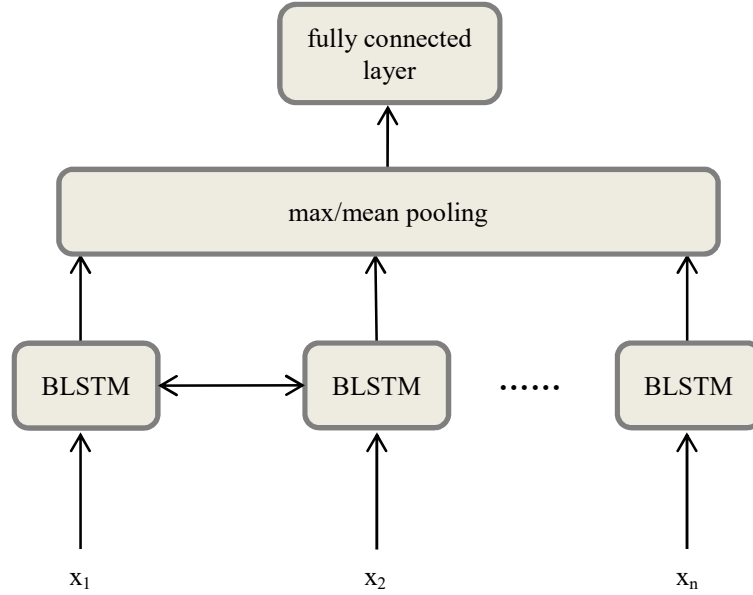 fully connected
layer
max/mean pooling
BLSTM BLSTM ...... BLSTM
x₁ x₂ xₙ